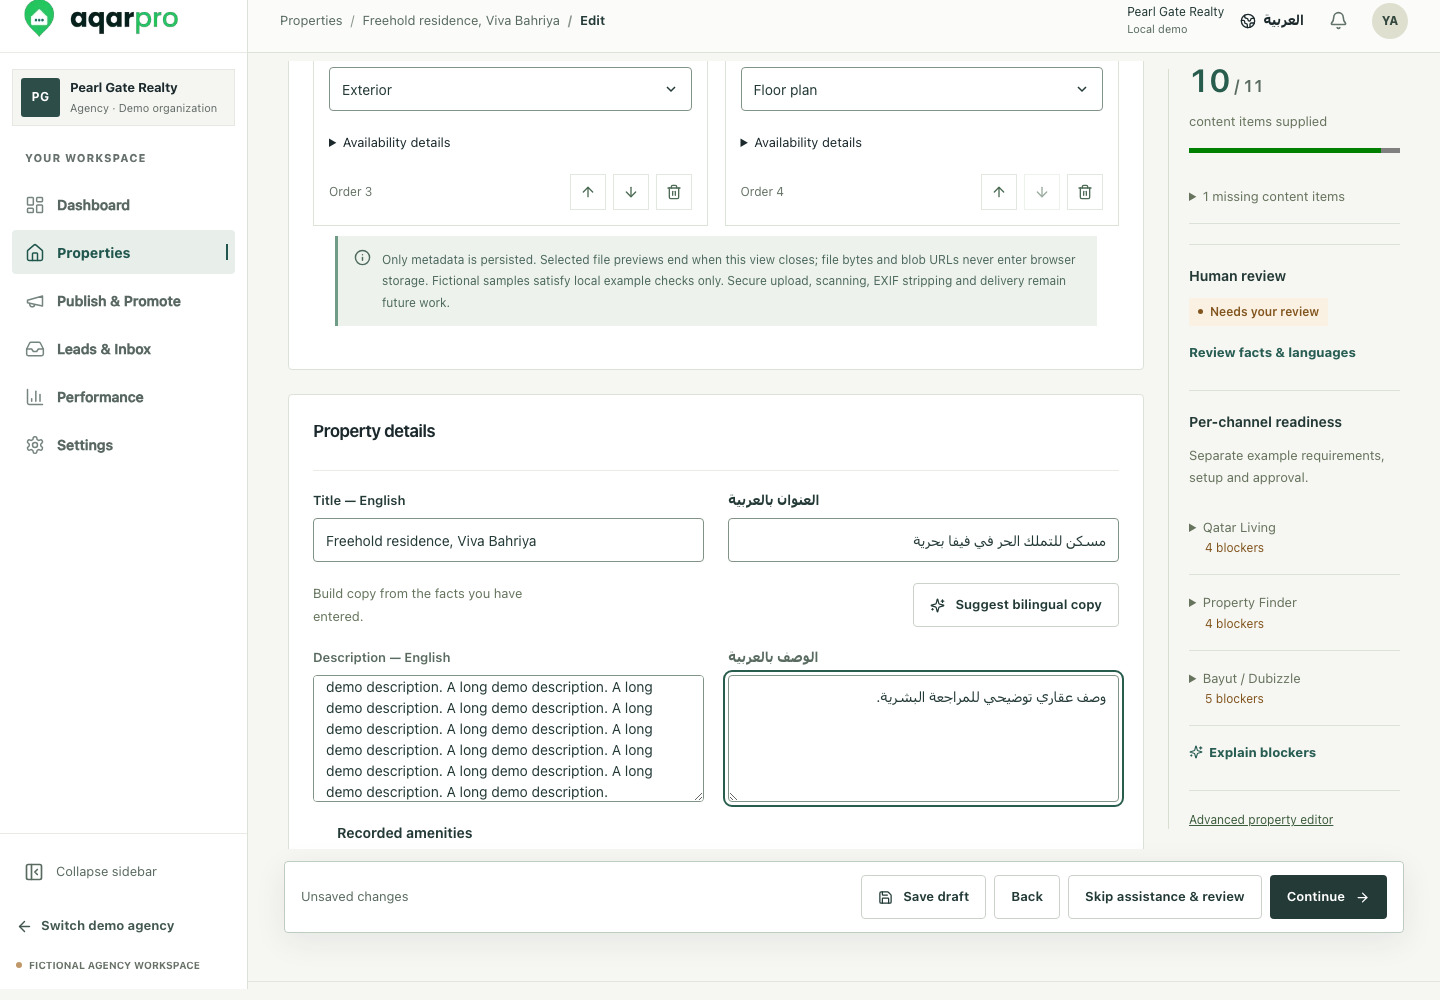 aqarpro
Properties / Freehold residence, Viva Bahriya / Edit
Pearl Gate Realty
Local demo
العربية
YA
PG
Pearl Gate Realty
Agency · Demo organization
YOUR WORKSPACE
Dashboard
Properties
Publish & Promote
Leads & Inbox
Performance
Settings
Collapse sidebar
Switch demo agency
FICTIONAL AGENCY WORKSPACE
Exterior
Availability details
Order 3
Floor plan
Availability details
Order 4
Only metadata is persisted. Selected file previews end when this view closes; file bytes and blob URLs never enter browser
storage. Fictional samples satisfy local example checks only. Secure upload, scanning, EXIF stripping and delivery remain
future work.
Property details
Title — English
Freehold residence, Viva Bahriya
العنوان بالعربية
مسكن للتملك الحر في فيفا بحرية
Build copy from the facts you have
entered.
Suggest bilingual copy
Description — English
demo description. A long demo description. A long
demo description. A long demo description. A long
demo description. A long demo description. A long
demo description. A long demo description. A long
demo description. A long demo description. A long
demo description. A long demo description.
الوصف بالعربية
وصف عقاري توضيحي للمراجعة البشرية.
Recorded amenities
10 / 11
content items supplied
1 missing content items
Human review
Needs your review
Review facts & languages
Per-channel readiness
Separate example requirements,
setup and approval.
Qatar Living
4 blockers
Property Finder
4 blockers
Bayut / Dubizzle
5 blockers
Explain blockers
Advanced property editor
Unsaved changes
Save draft
Back
Skip assistance & review
Continue